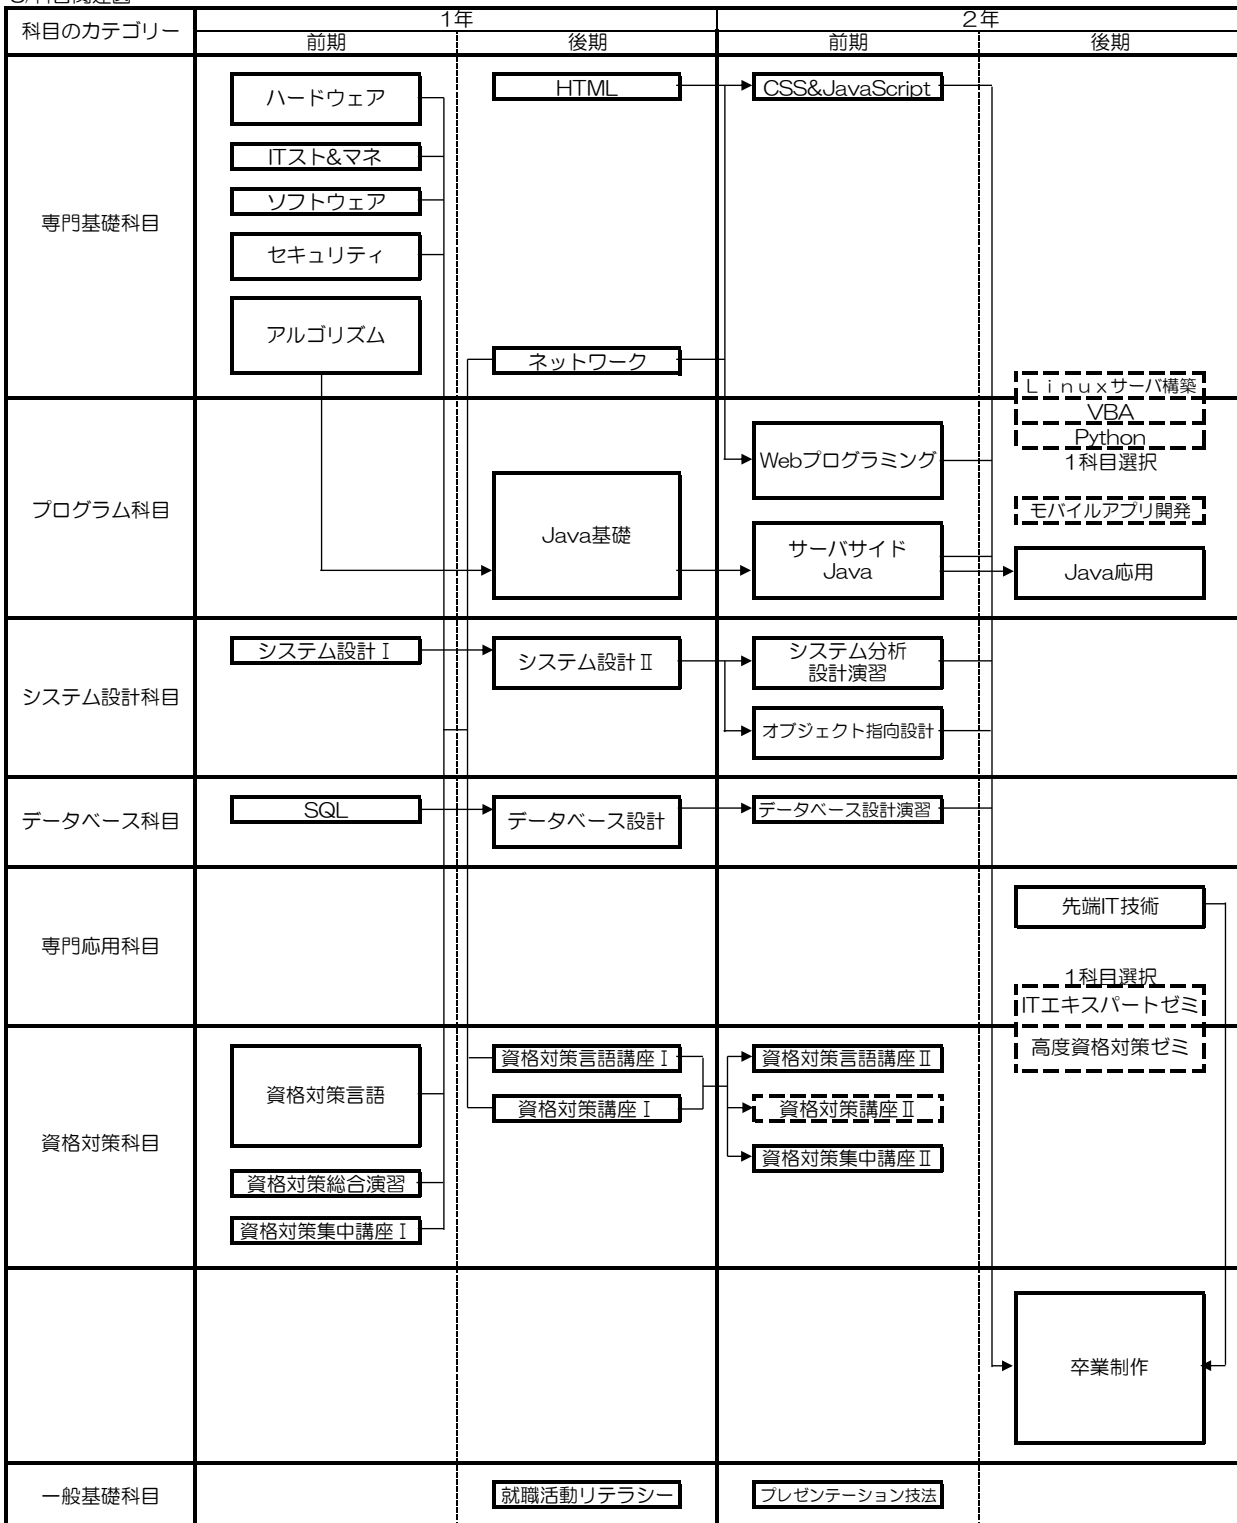 科目のカテゴリー
1年
2年
前期
後期
前期
後期
専門基礎科目
ハードウェア
HTML
CSS&JavaScript
ITスト&マネ
ソフトウェア
セキュリティ
アルゴリズム
ネットワーク
Linuxサーバ構築
VBA
Python
1科目選択
プログラム科目
Webプログラミング
モバイルアプリ開発
Java基礎
サーバサイド
Java
Java応用
システム設計科目
システム設計Ⅰ
システム設計Ⅱ
システム分析
設計演習
オブジェクト指向設計
データベース科目
SQL
データベース設計
データベース設計演習
専門応用科目
先端IT技術
1科目選択
ITエキスパートゼミ
高度資格対策ゼミ
資格対策科目
資格対策言語
資格対策言語講座Ⅰ
資格対策言語講座Ⅱ
資格対策講座Ⅰ
資格対策講座Ⅱ
資格対策集中講座Ⅱ
資格対策総合演習
資格対策集中講座Ⅰ
卒業制作
一般基礎科目
就職活動リテラシー
プレゼンテーション技法